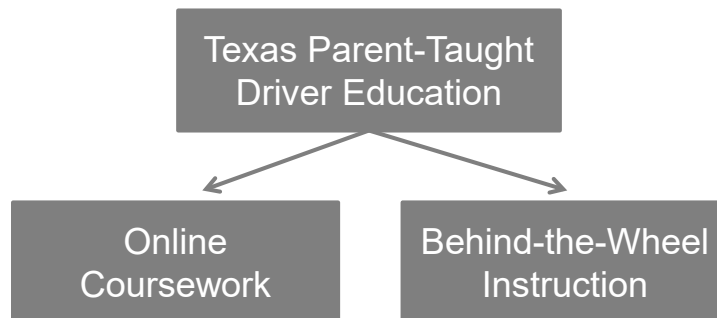 Texas Parent-Taught
Driver Education
Online
Coursework
Behind-the-Wheel
Instruction